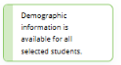 Demographic
information is
available for all
selected students.